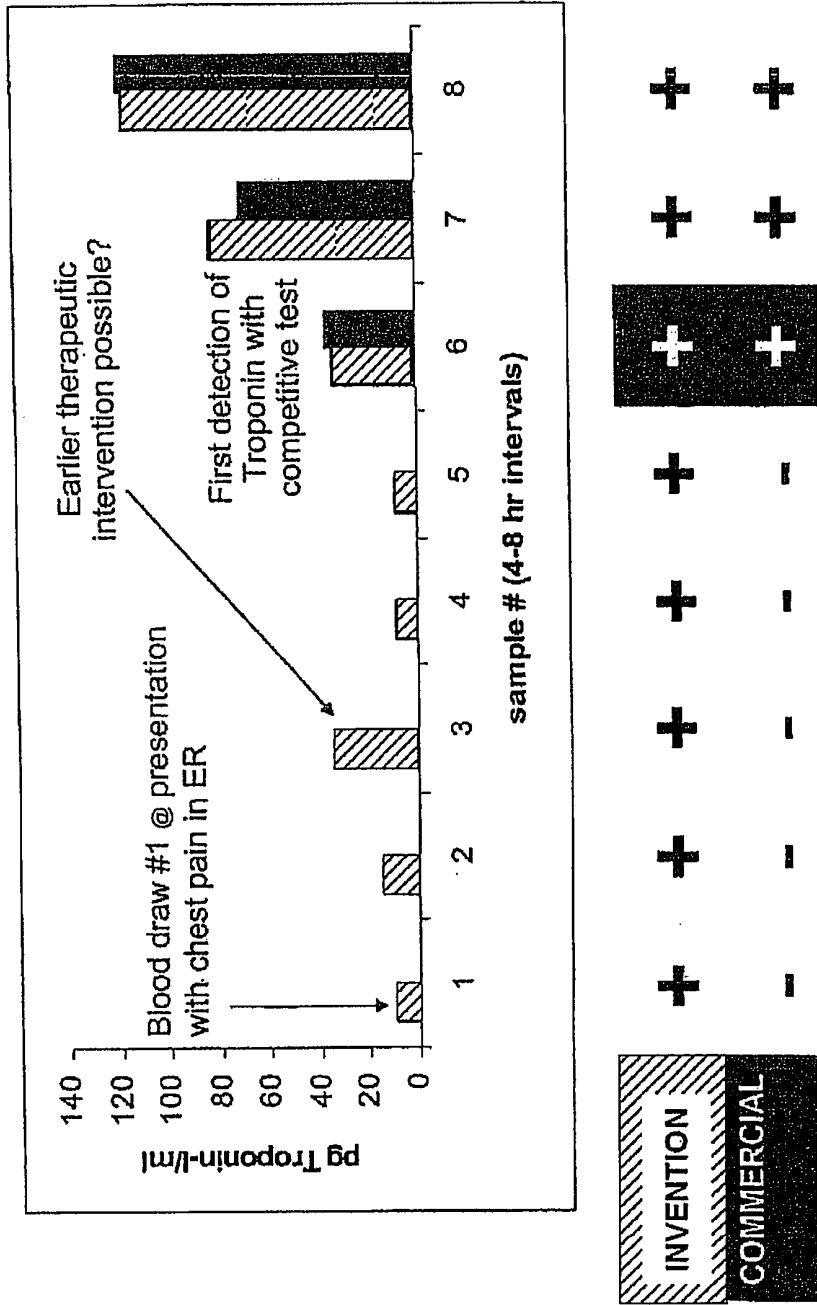 Earlier therapeutic
intervention possible?
Blood draw #1 @ presentation
with chest pain in ER
First detection of
Troponin with
competitive test
pg Troponin-I/ml
140
120
100
80
60
40
20
0
1 2 3 4 5 6 7 8
sample # (4-8 hr intervals)
INVENTION + + + + + + + +
COMMERCIAL - - - - - + + +